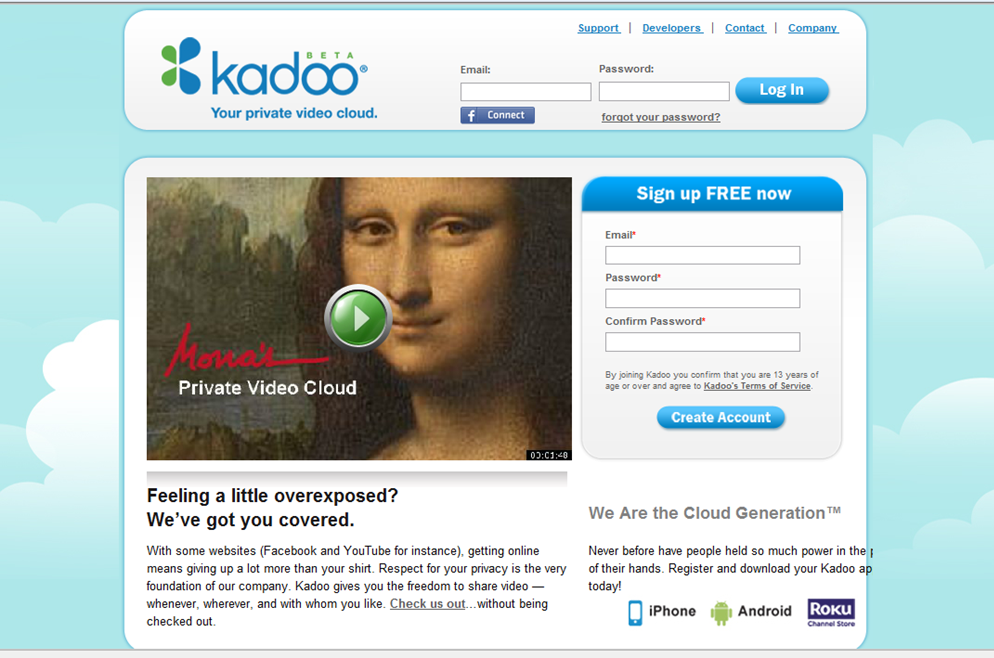 Support | Developers | Contact | Company
BETA
kadoo®
Your private video cloud.
Email:
Password:
Log In
f Connect
forgot your password?
Mona's
Private Video Cloud
00:01:48
Sign up FREE now
Email*
Password*
Confirm Password*
By joining Kadoo you confirm that you are 13 years of
age or over and agree to Kadoo's Terms of Service.
Create Account
Feeling a little overexposed?
We've got you covered.
With some websites (Facebook and YouTube for instance), getting online
means giving up a lot more than your shirt. Respect for your privacy is the very
foundation of our company. Kadoo gives you the freedom to share video —
whenever, wherever, and with whom you like. Check us out...without being
checked out.
We Are the Cloud Generation™
Never before have people held so much power in the
of their hands. Register and download your Kadoo ap
today!
iPhone
Android
Roku
Channel Store